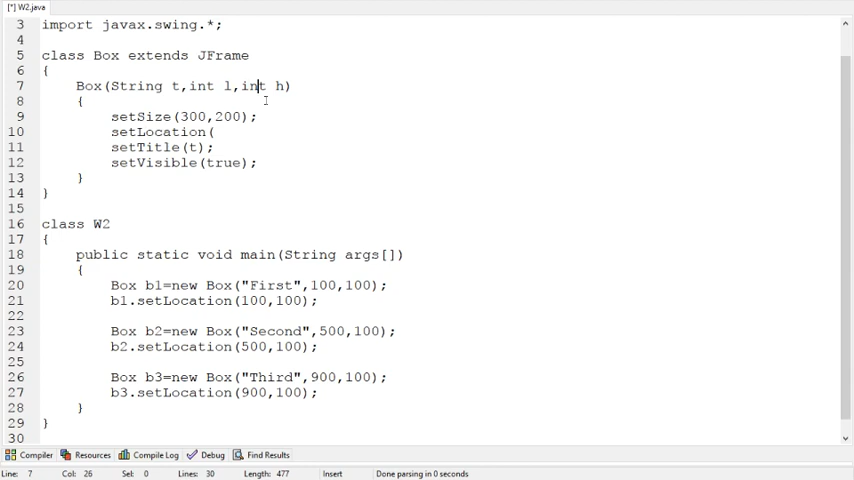 [*] W2.java
3 import javax.swing.*;
4
5 class Box extends JFrame
6 {
7 Box(String t,int l,int h)
8 {
9 setSize(300,200);
10 setLocation(
11 setTitle(t);
12 setVisible(true);
13 }
14 }
15
16 class W2
17 {
18 public static void main(String args[])
19 {
20 Box b1=new Box("First",100,100);
21 b1.setLocation(100,100);
22
23 Box b2=new Box("Second",500,100);
24 b2.setLocation(500,100);
25
26 Box b3=new Box("Third",900,100);
27 b3.setLocation(900,100);
28 }
29 }
30
Compiler Resources Compile Log Debug Find Results
Line: 7 Col: 26 Sel: 0 Lines: 30 Length: 477 Insert Done parsing in 0 seconds